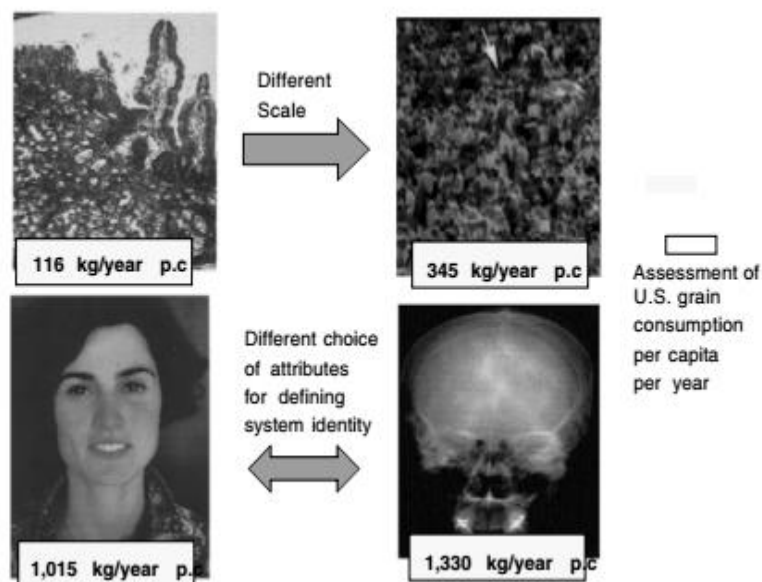 Different
Scale
116 kg/year p.c
345 kg/year p.c
Assessment of
U.S. grain
consumption
per capita
per year
Different choice
of attributes
for defining
system identity
1,015 kg/year p.c
1,330 kg/year p.c